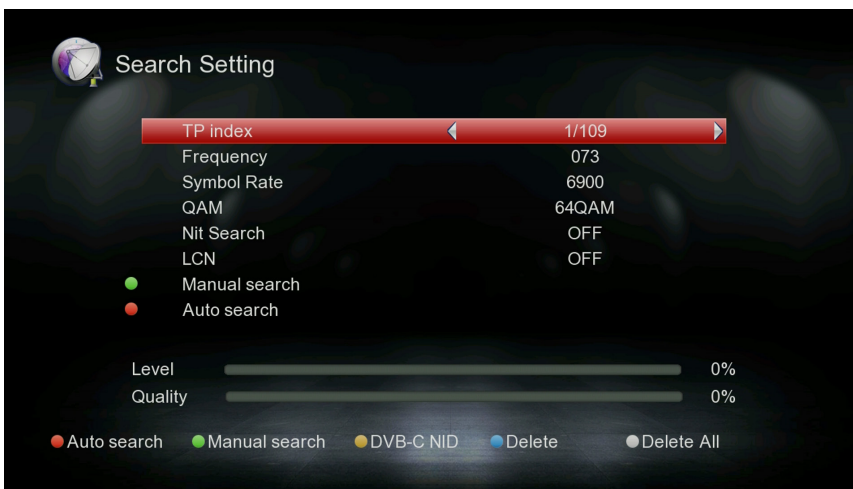 Search Setting
TP index 1/109
Frequency 073
Symbol Rate 6900
QAM 64QAM
Nit Search OFF
LCN OFF
Manual search
Auto search
Level 0%
Quality 0%
Auto search Manual search DVB-C NID Delete Delete All